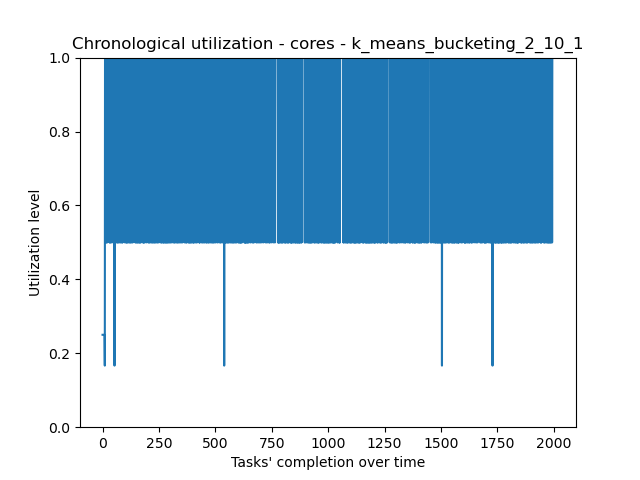 Chronological utilization - cores - k_means_bucketing_2_10_1
1.0
0.8
0.6
0.4
0.2
0.0
Utilization level
0 250 500 750 1000 1250 1500 1750 2000
Tasks' completion over time